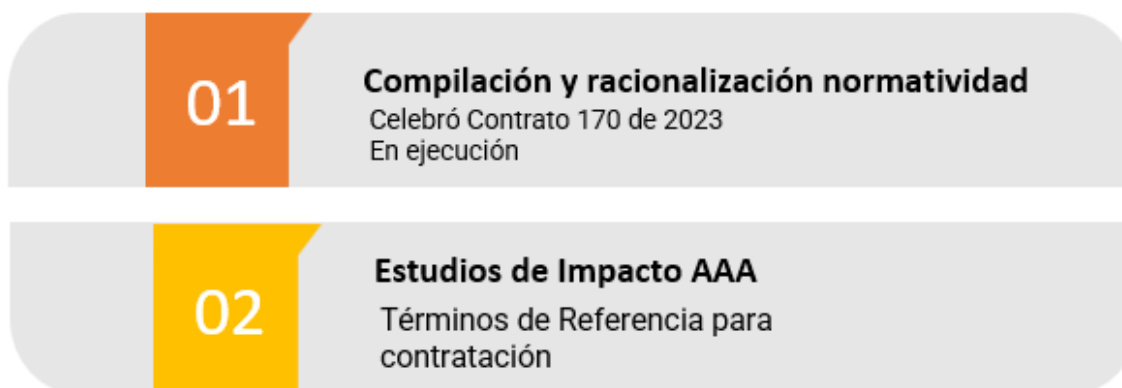 01
Compilación y racionalización normatividad
Celebró Contrato 170 de 2023
En ejecución
02
Estudios de Impacto AAA
Términos de Referencia para
contratación